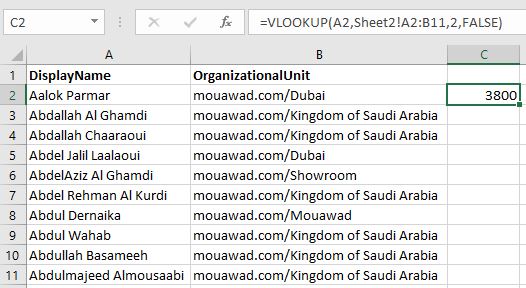 C2 fx =VLOOKUP(A2,Sheet2!A2:B11,2,FALSE)
A B C
1 DisplayName OrganizationalUnit
2 Aalok Parmar mouawad.com/Dubai 3800
3 Abdallah Al Ghamdi mouawad.com/Kingdom of Saudi Arabia
4 Abdallah Chaaraoui mouawad.com/Kingdom of Saudi Arabia
5 Abdel Jalil Laalaoui mouawad.com/Dubai
6 AbdelAziz Al Ghamdi mouawad.com/Showroom
7 Abdel Rehman Al Kurdi mouawad.com/Kingdom of Saudi Arabia
8 Abdul Dernaika mouawad.com/Mouawad
9 Abdul Wahab mouawad.com/Kingdom of Saudi Arabia
10 Abdullah Basameeh mouawad.com/Kingdom of Saudi Arabia
11 Abdulmajeed Almousaabi mouawad.com/Kingdom of Saudi Arabia